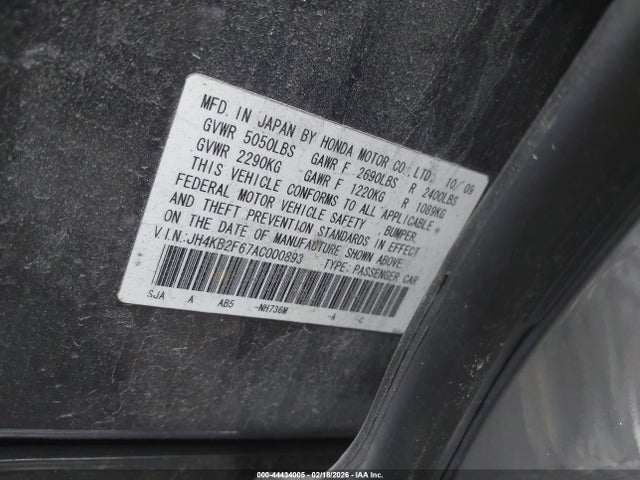 MFD. IN JAPAN BY HONDA MOTOR CO., LTD. 10/09
GVWR 5050LBS GAWR F 2690LBS R 2400LBS
GVWR 2290KG GAWR F 1220KG R 1089KG
THIS VEHICLE CONFORMS TO ALL APPLICABLE
FEDERAL MOTOR VEHICLE SAFETY, BUMPER,
AND THEFT PREVENTION STANDARDS IN EFFECT
ON THE DATE OF MANUFACTURE SHOWN ABOVE.
V.I.N: JH4KB2F67AC000893 TYPE: PASSENGER CAR
SJA A AB5 -NH736M -A -C
000-44434005 - 02/18/2026 - IAA Inc.